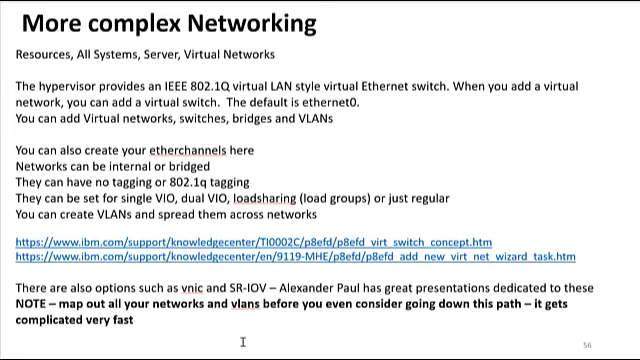 More complex Networking
Resources, All Systems, Server, Virtual Networks
The hypervisor provides an IEEE 802.1Q virtual LAN style virtual Ethernet switch. When you add a virtual
network, you can add a virtual switch. The default is ethernet0.
You can add Virtual networks, switches, bridges and VLANs
You can also create your etherchannels here
Networks can be internal or bridged
They can have no tagging or 802.1q tagging
They can be set for single VIO, dual VIO, loadsharing (load groups) or just regular
You can create VLANs and spread them across networks
https://www.ibm.com/support/knowledgecenter/TI0002C/p8efd/p8efd_virt_switch_concept.htm
https://www.ibm.com/support/knowledgecenter/en/9119-MHE/p8efd/p8efd_add_new_virt_net_wizard_task.htm
There are also options such as vnic and SR-IOV – Alexander Paul has great presentations dedicated to these
NOTE – map out all your networks and vlans before you even consider going down this path – it gets
complicated very fast
56